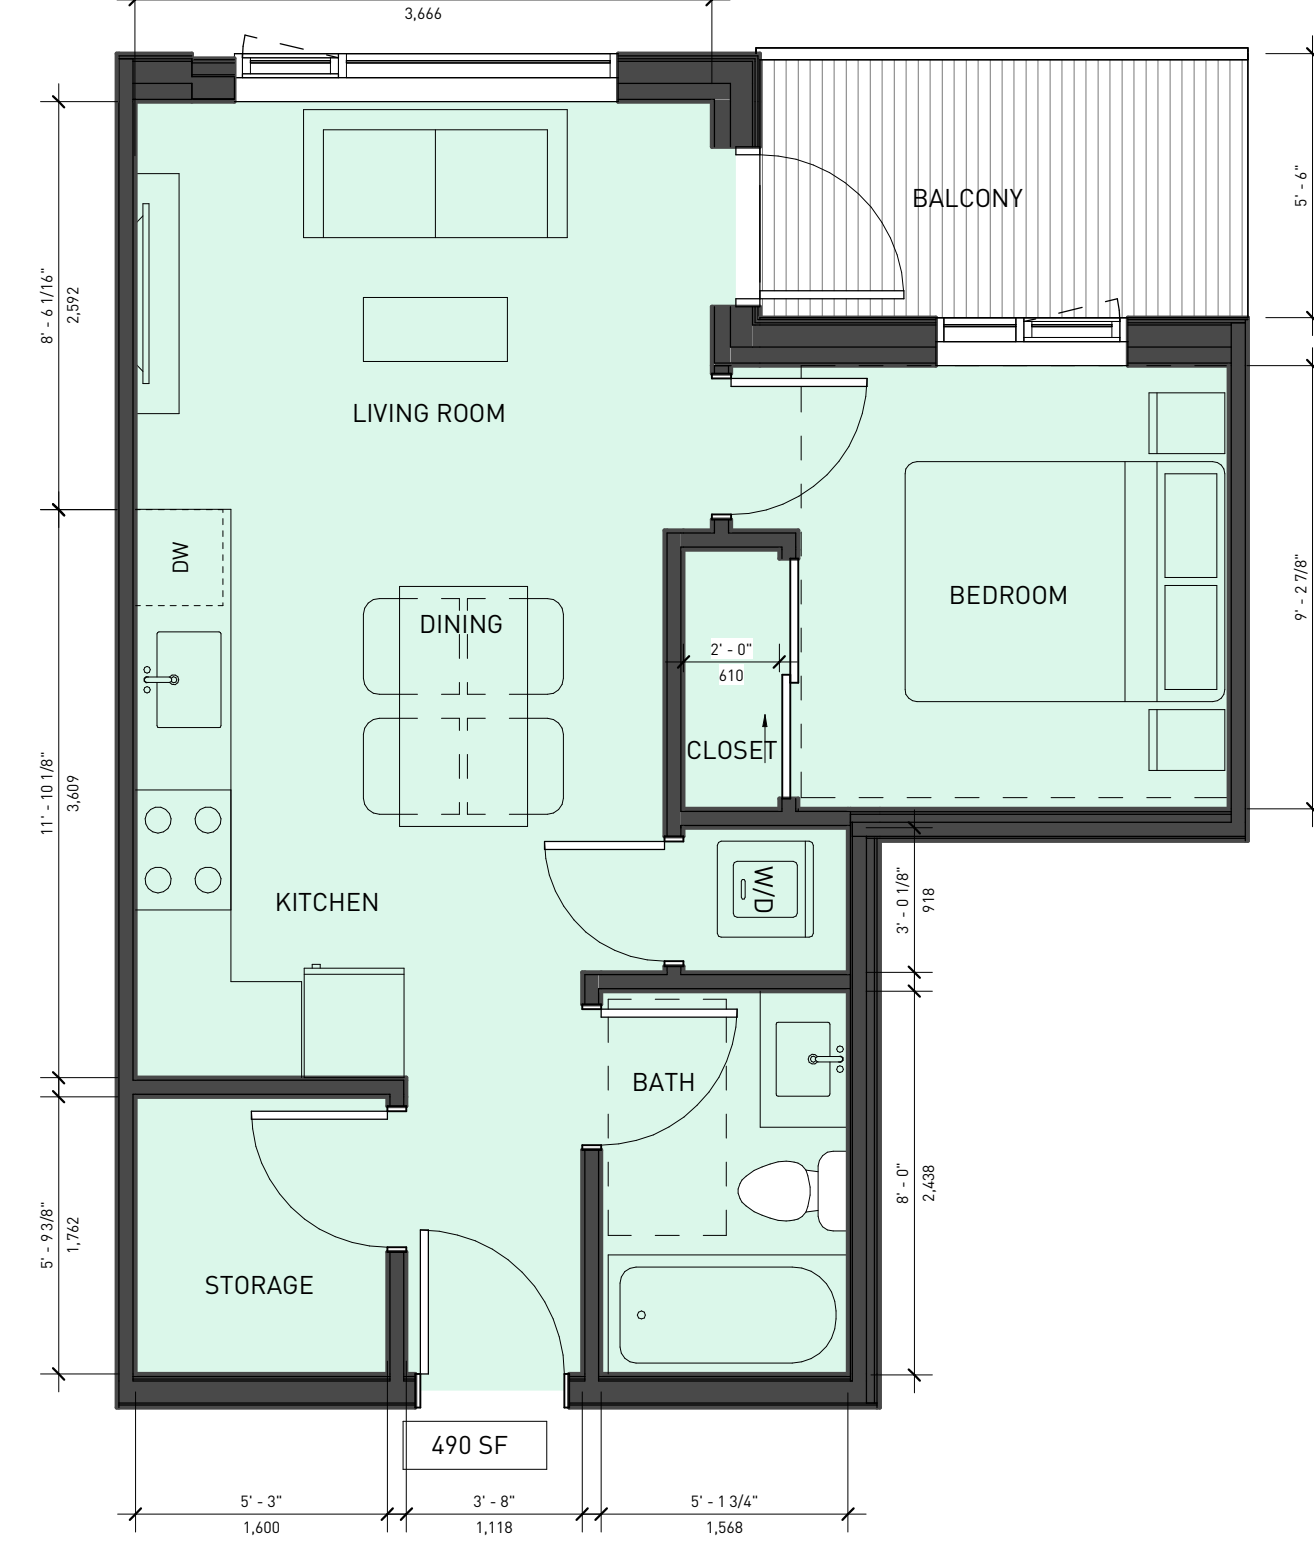 3,666
BALCONY
5' - 6"
8' - 6 1/16"
2,592
LIVING ROOM
DW
DINING
BEDROOM
9' - 2 7/8"
2' - 0"
610
CLOSET
11' - 10 1/8"
3,609
W/D
KITCHEN
3' - 0 1/8"
918
BATH
8' - 0"
2,438
5' - 9 3/8"
1,762
STORAGE
490 SF
5' - 3"
1,600
3' - 8"
1,118
5' - 1 3/4"
1,568